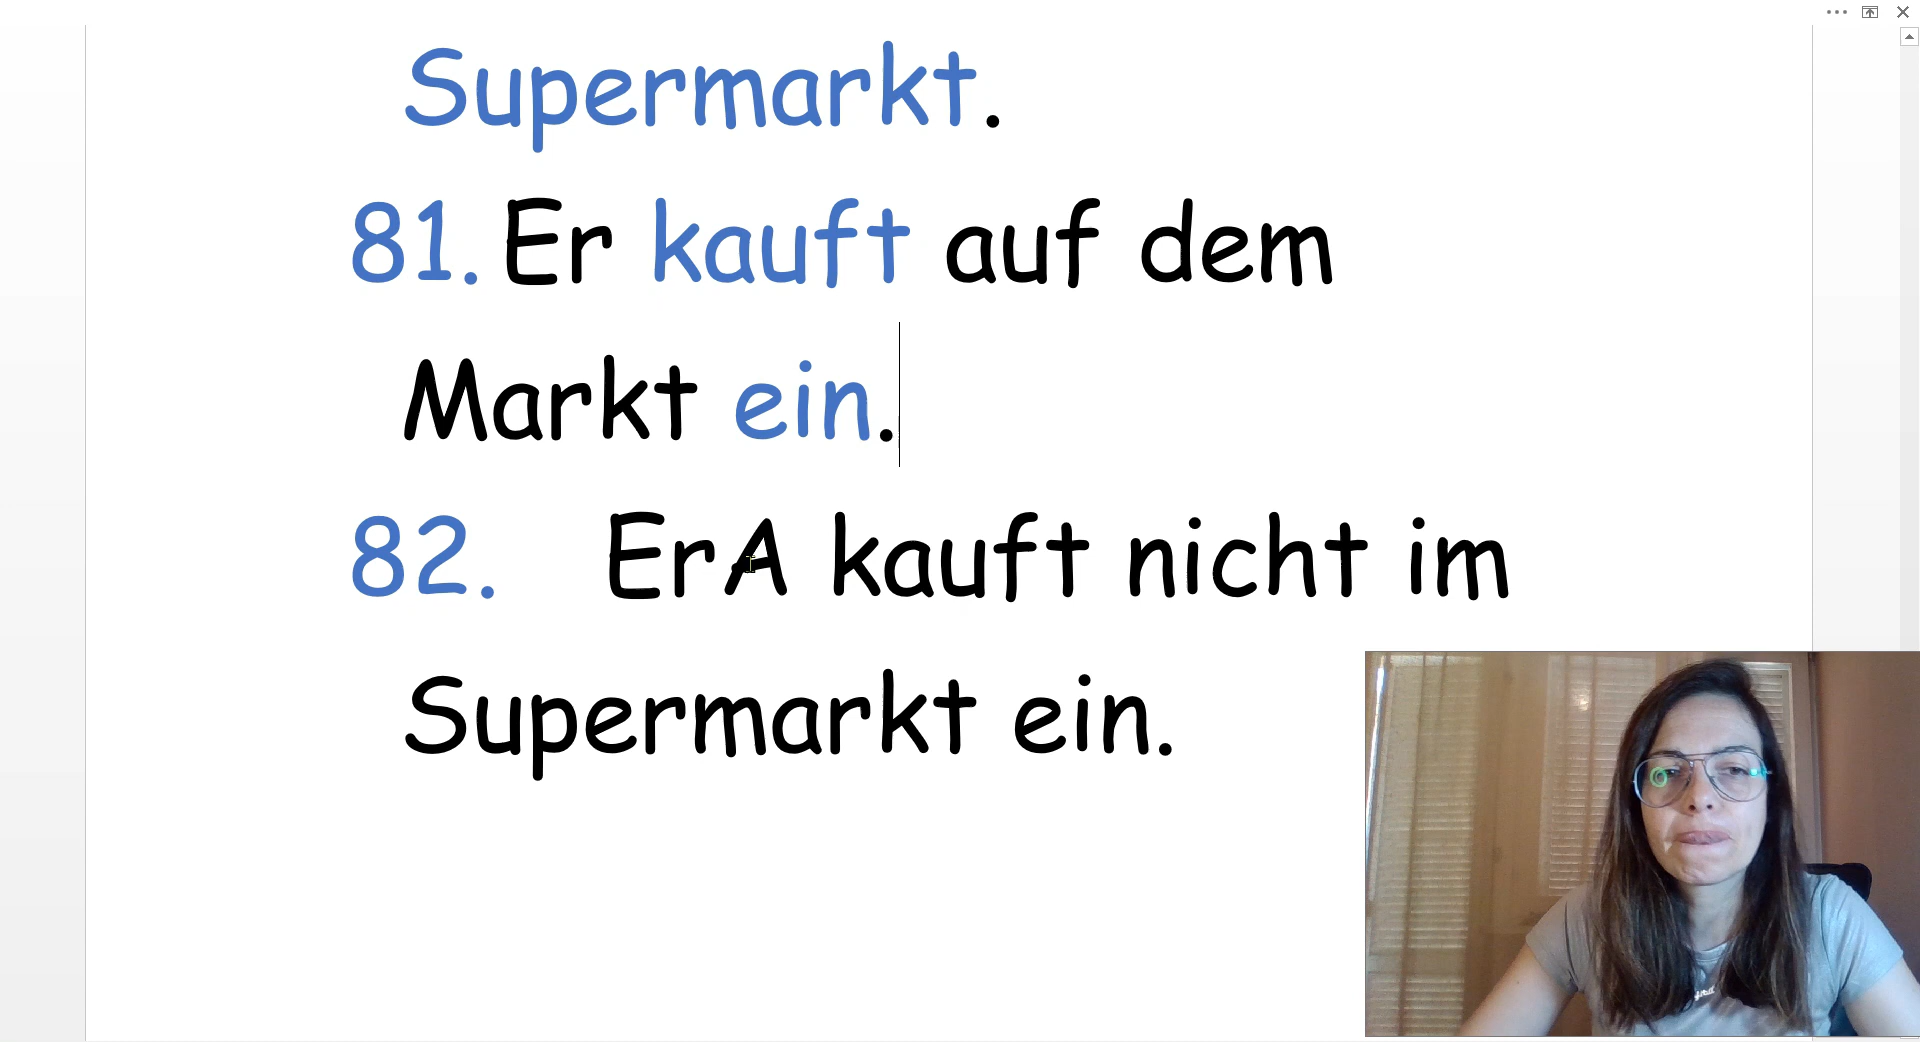 Supermarkt.
81. Er kauft auf dem
Markt ein.
82. ErA kauft nicht im
Supermarkt ein.